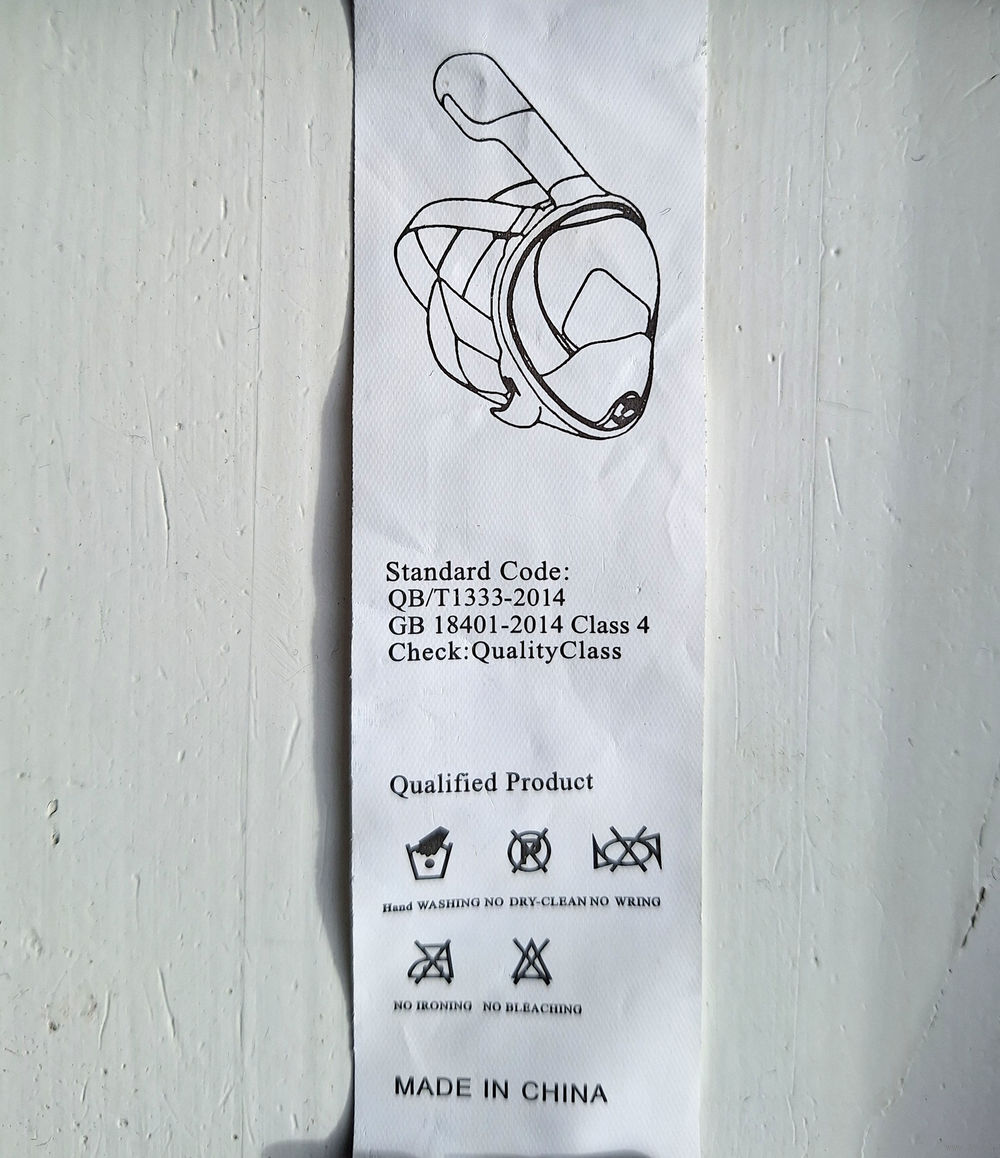 Standard Code:
QB/T1333-2014
GB 18401-2014 Class 4
Check:QualityClass
Qualified Product
P
Hand WASHING NO DRY-CLEAN NO WRING
NO IRONING NO BLEACHING
MADE IN CHINA